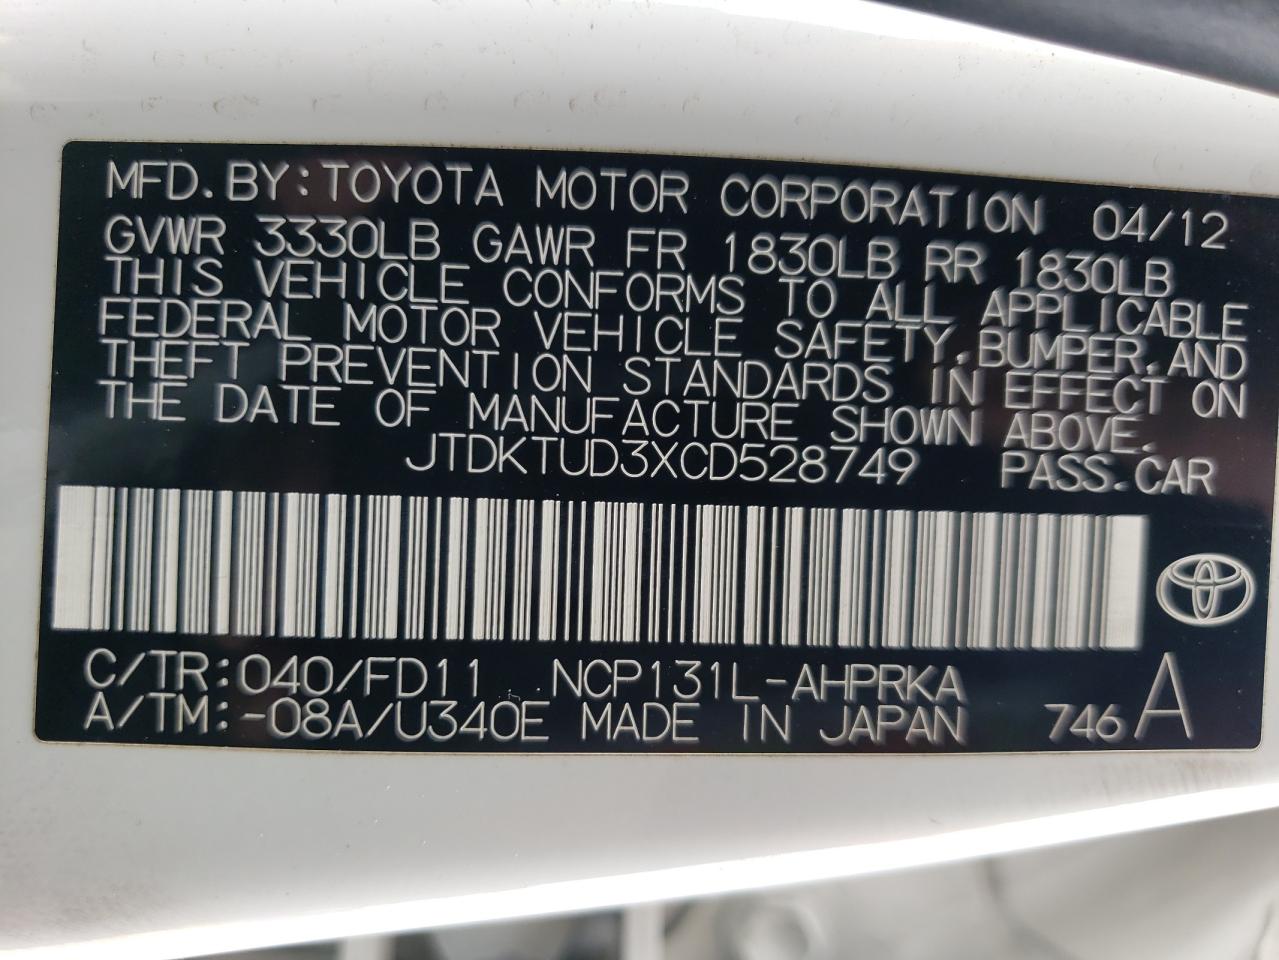 MFD.BY:TOYOTA MOTOR CORPORATION 04/12
GVWR 3330LB GAWR FR 1830LB RR 1830LB
THIS VEHICLE CONFORMS TO ALL APPLICABLE
FEDERAL MOTOR VEHICLE SAFETY,BUMPER,AND
THEFT PREVENTION STANDARDS IN EFFECT ON
THE DATE OF MANUFACTURE SHOWN ABOVE.
JTDKTUD3XCD528749 PASS.CAR
C/TR:040/FD11 NCP131L-AHPRKA
A/TM:-08A/U340E MADE IN JAPAN 746 A